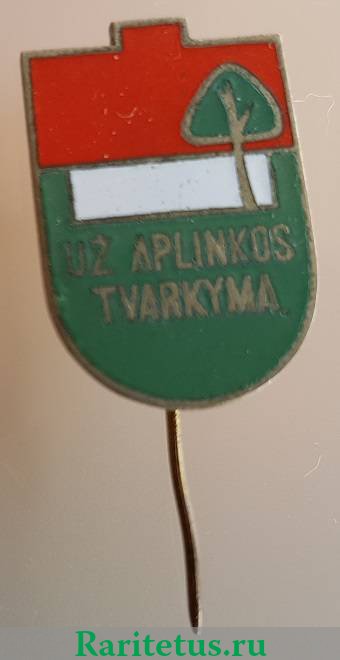 UŽ APLINKOS
TVARKYMĄ
Raritetus.ru